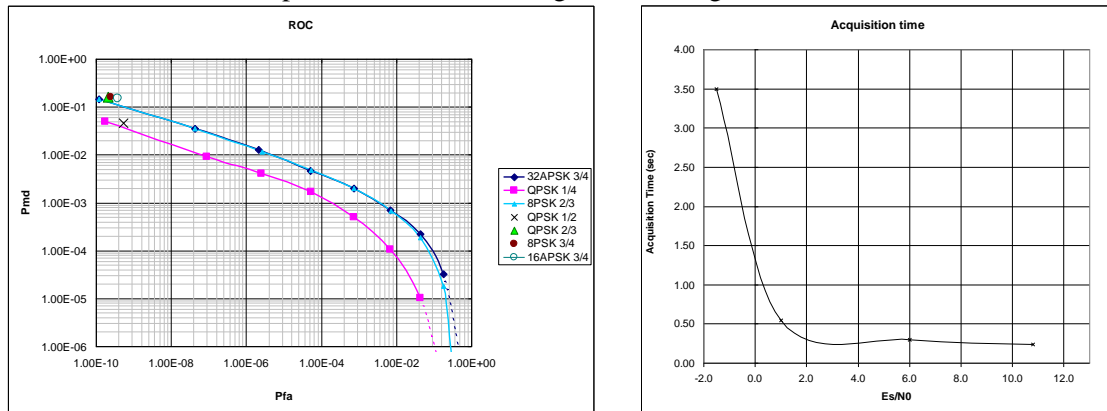 ROC
1.00E+00
1.00E-01
1.00E-02
1.00E-03
1.00E-04
1.00E-05
1.00E-06
Pmd
1.00E-10 1.00E-08 1.00E-06 1.00E-04 1.00E-02 1.00E+00
Pfa
32APSK 3/4
QPSK 1/4
8PSK 2/3
QPSK 1/2
QPSK 2/3
8PSK 3/4
16APSK 3/4
Acquisition time
4.00
3.50
3.00
2.50
2.00
1.50
1.00
0.50
0.00
Acquisition Time (sec)
-2.0 0.0 2.0 4.0 6.0 8.0 10.0 12.0
Es/N0